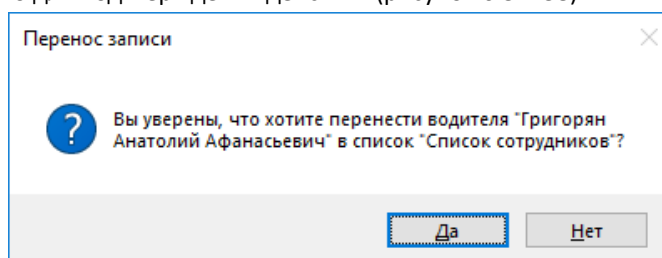 Перенос записи
Вы уверены, что хотите перенести водителя "Григорян
Анатолий Афанасьевич" в список "Список сотрудников"?
Да
Нет